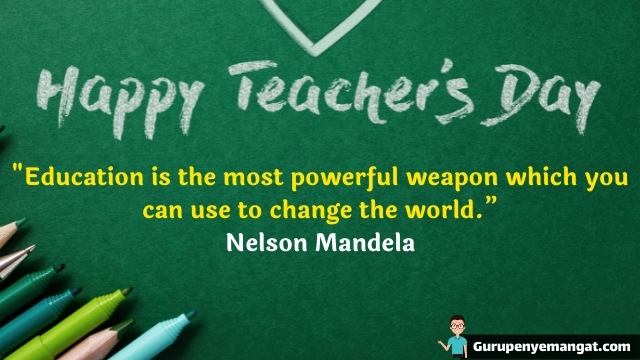 Happy Teacher's Day
"Education is the most powerful weapon which you
can use to change the world.”
Nelson Mandela
Gurupenyemangat.com